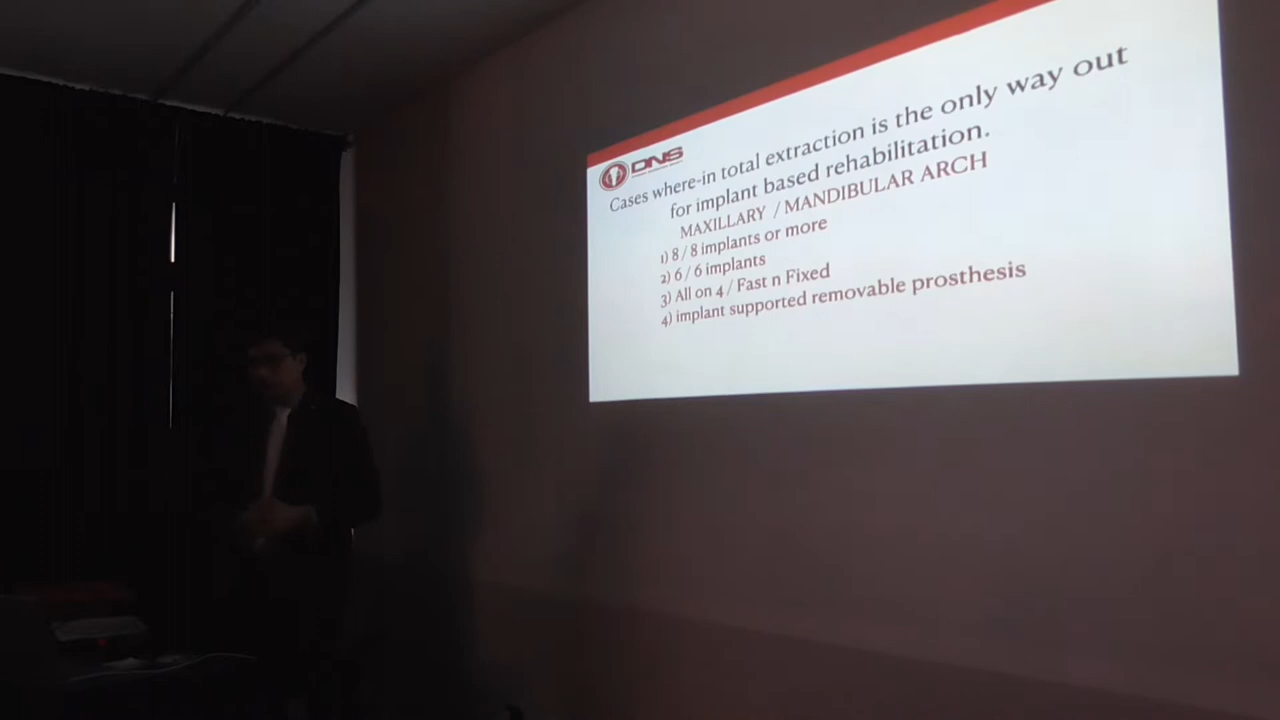 DNS
Cases where-in total extraction is the only way out
for implant based rehabilitation.
MAXILLARY / MANDIBULAR ARCH
1) 8 / 8 implants or more
2) 6 / 6 implants
3) All on 4 / Fast n Fixed
4) implant supported removable prosthesis